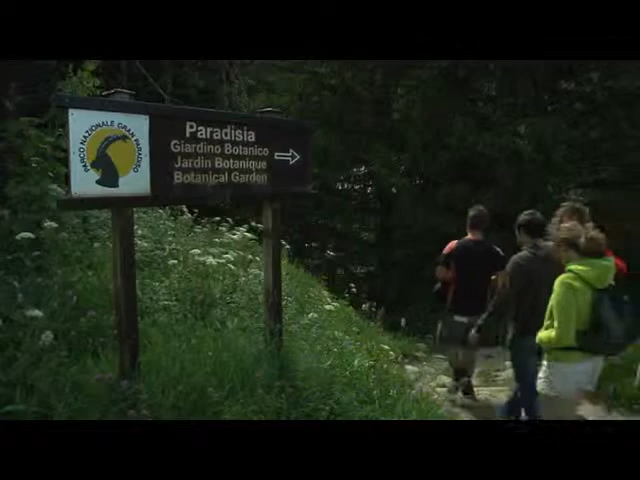 PARCO NAZIONALE GRAN PARADISO
Paradisia
Giardino Botanico
Jardin Botanique
Botanical Garden